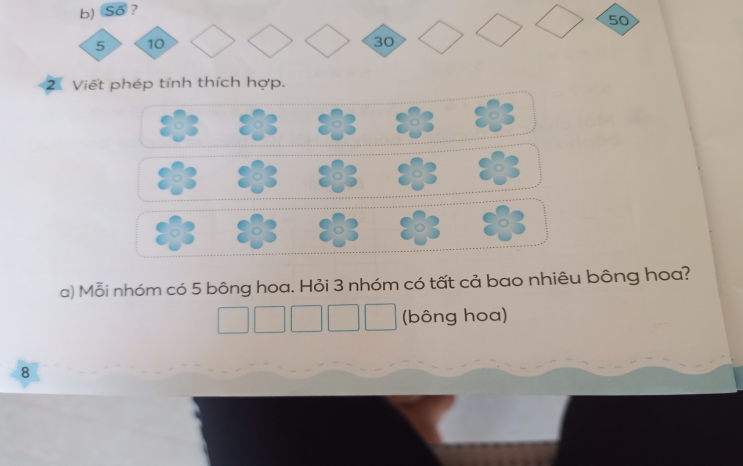 b) Số ?
5 10 30 50
2 Viết phép tính thích hợp.
a) Mỗi nhóm có 5 bông hoa. Hỏi 3 nhóm có tất cả bao nhiêu bông hoa?
(bông hoa)
8